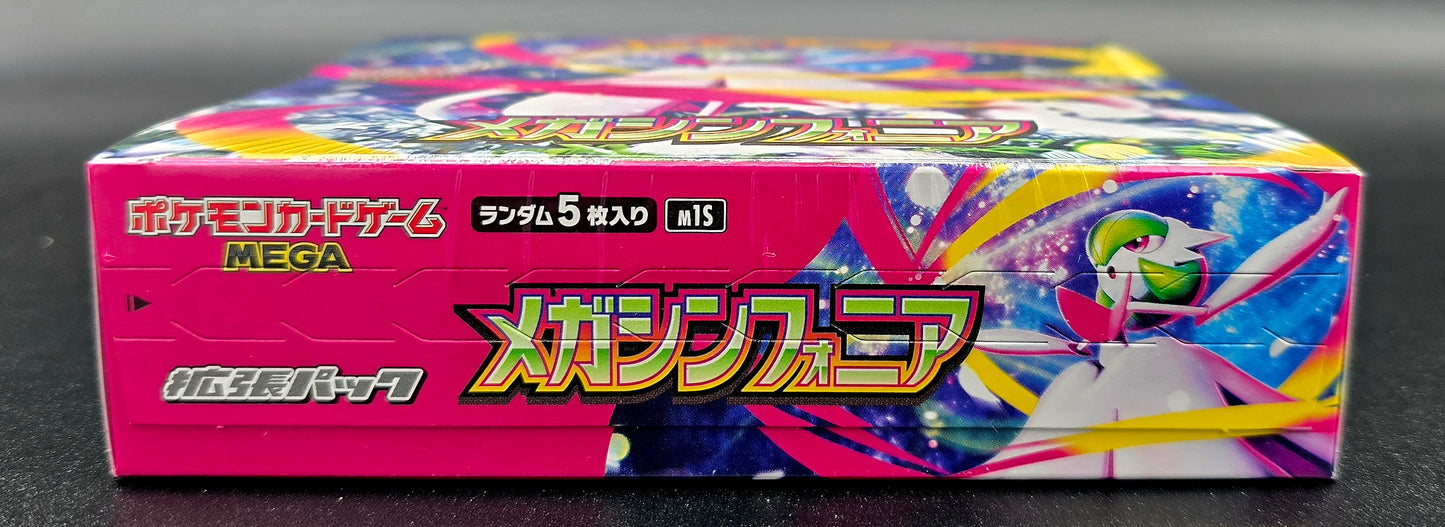 メガシンフォニア
ポケモンカードゲーム
MEGA
ランダム5枚入り M1S
メガシンフォニア
拡張パック